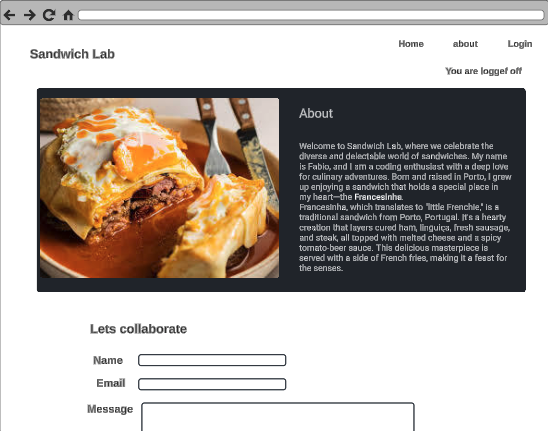 Home about Login
Sandwich Lab
You are loggef off
About
Welcome to Sandwich Lab, where we celebrate the
diverse and delectable world of sandwiches. My name
is Fabio, and I am a coding enthusiast with a deep love
for culinary adventures. Born and raised in Porto, I grew
up enjoying a sandwich that holds a special place in
my heart—the Francesinha.
Francesinha, which translates to "little Frenchie," is a
traditional sandwich from Porto, Portugal. It's a hearty
creation that layers cured ham, linguiça, fresh sausage,
and steak, all topped with melted cheese and a spicy
tomato-beer sauce. This delicious masterpiece is
served with a side of French fries, making it a feast for
the senses.
Lets collaborate
Name
Email
Message